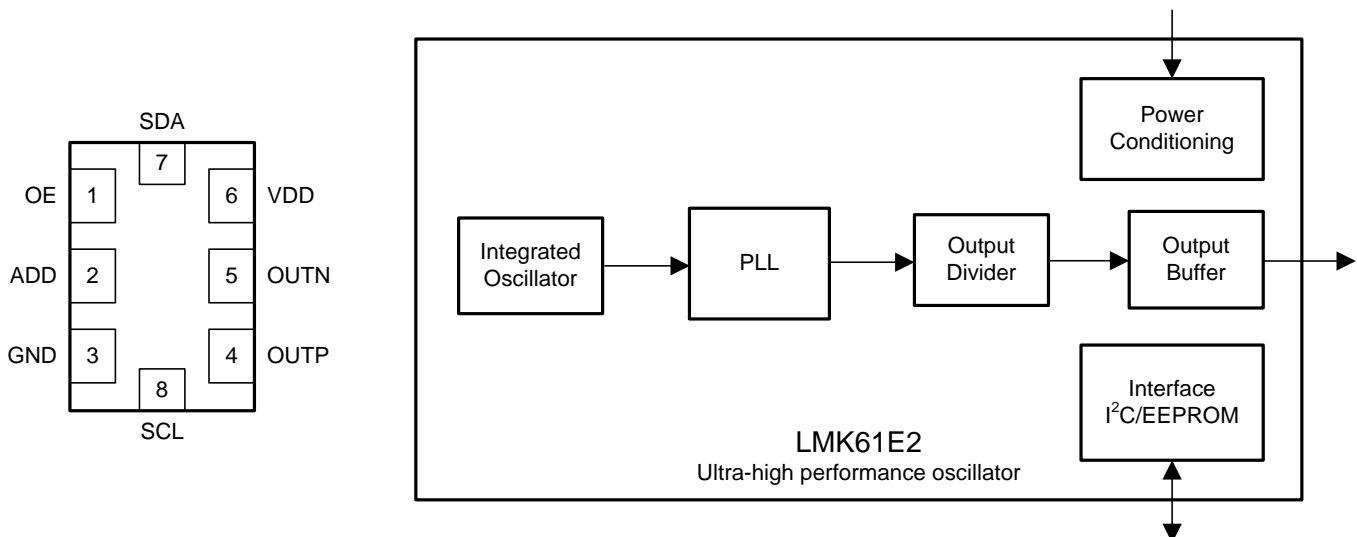 SDA
7
OE 1 6 VDD
ADD 2 5 OUTN
GND 3 4 OUTP
8
SCL
Power
Conditioning
Integrated
Oscillator
PLL
Output
Divider
Output
Buffer
Interface
I²C/EEPROM
LMK61E2
Ultra-high performance oscillator